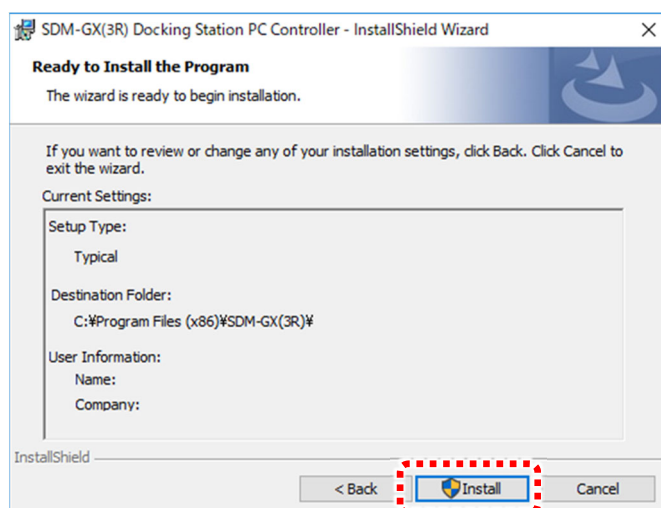 SDM-GX(3R) Docking Station PC Controller - InstallShield Wizard
Ready to Install the Program
The wizard is ready to begin installation.
If you want to review or change any of your installation settings, click Back. Click Cancel to
exit the wizard.
Current Settings:
Setup Type:
Typical
Destination Folder:
C:¥Program Files (x86)¥SDM-GX(3R)¥
User Information:
Name:
Company:
InstallShield
< Back
Install
Cancel